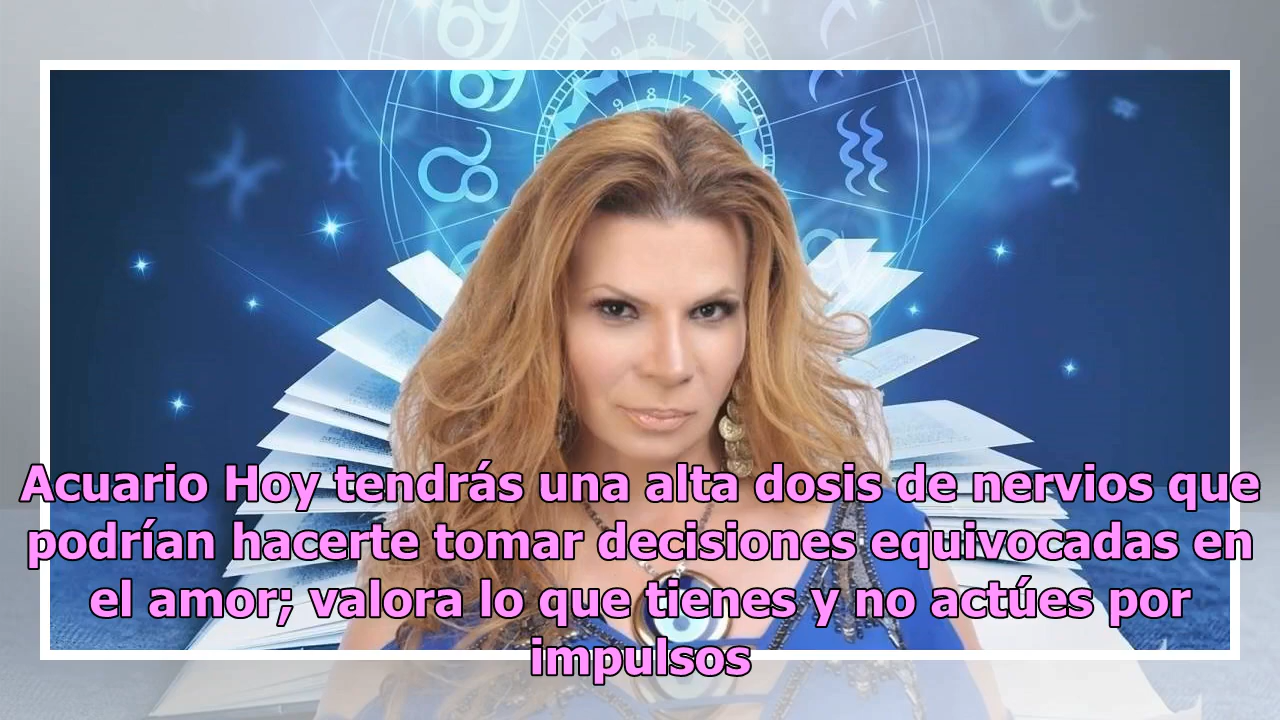 Acuario Hoy tendrás una alta dosis de nervios que
podrían hacerte tomar decisiones equivocadas en
el amor; valora lo que tienes y no actúes por
impulsos